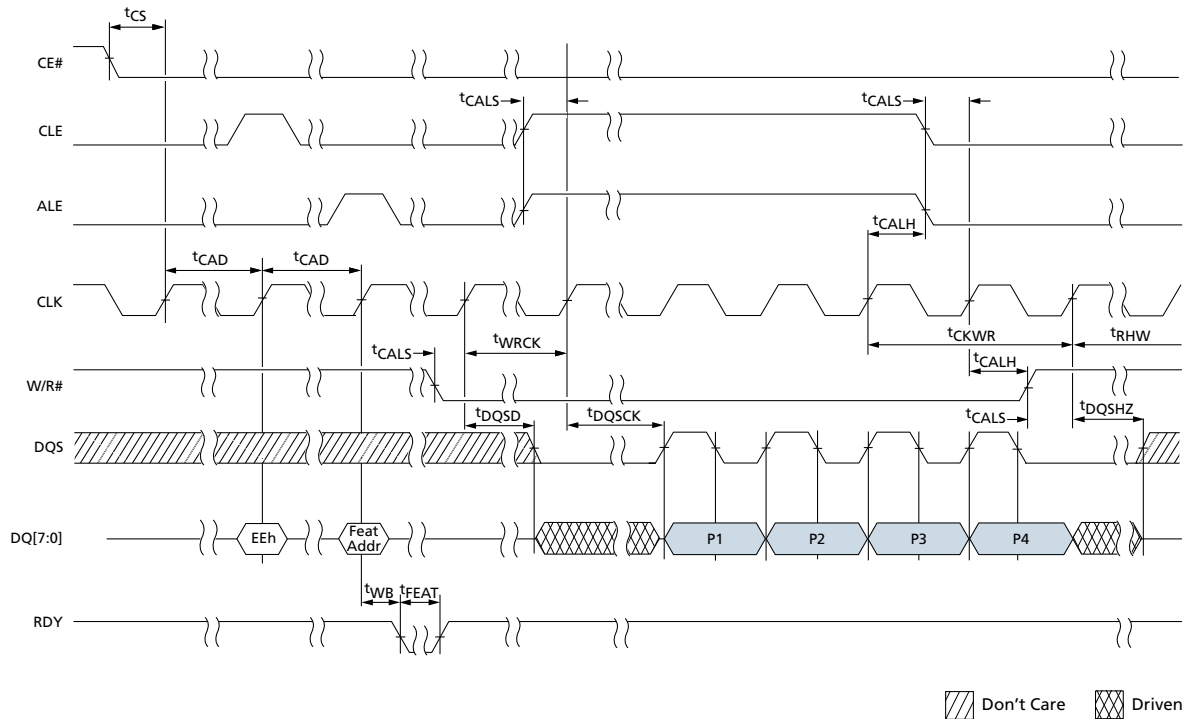 tCS
CE#
tCALS
tCALS
CLE
ALE
tCALH
tCAD
tCAD
CLK
tWRCK
tCKWR
tRHW
tCALS
tCALH
W/R#
tDQSD
tDQSCK
tCALS
tDQSHZ
DQS
DQ[7:0]
EEh
Feat
Addr
P1
P2
P3
P4
tWB
tFEAT
RDY
Don't Care
Driven